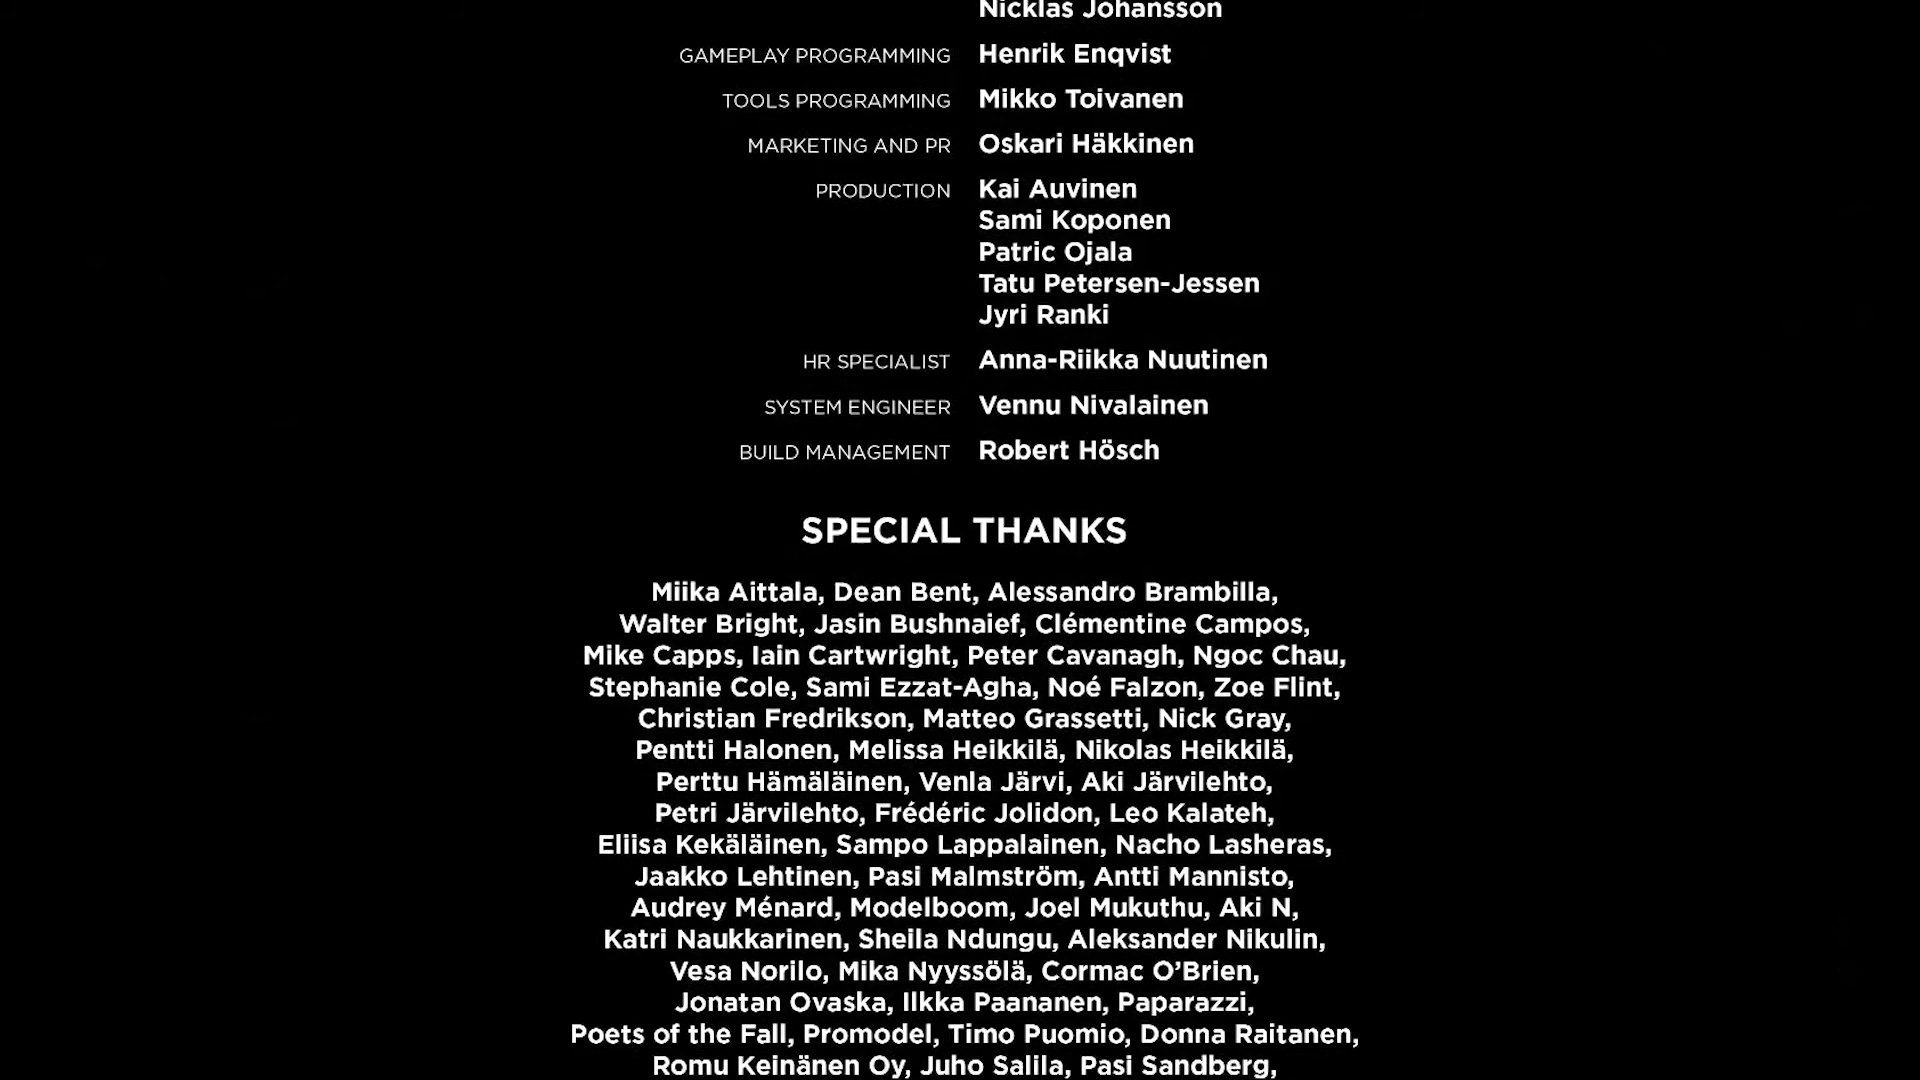 Nicklas Johansson
GAMEPLAY PROGRAMMING Henrik Enqvist
TOOLS PROGRAMMING Mikko Toivanen
MARKETING AND PR Oskari Häkkinen
PRODUCTION Kai Auvinen
Sami Koponen
Patric Ojala
Tatu Petersen-Jessen
Jyri Ranki
HR SPECIALIST Anna-Riikka Nuutinen
SYSTEM ENGINEER Vennu Nivalainen
BUILD MANAGEMENT Robert Hösch
SPECIAL THANKS
Miika Aittala, Dean Bent, Alessandro Brambilla,
Walter Bright, Jasin Bushnaief, Clémentine Campos,
Mike Capps, Iain Cartwright, Peter Cavanagh, Ngoc Chau,
Stephanie Cole, Sami Ezzat-Agha, Noé Falzon, Zoe Flint,
Christian Fredrikson, Matteo Grassetti, Nick Gray,
Pentti Halonen, Melissa Heikkilä, Nikolas Heikkilä,
Perttu Hämäläinen, Venla Järvi, Aki Järvilehto,
Petri Järvilehto, Frédéric Jolidon, Leo Kalateh,
Eliisa Kekäläinen, Sampo Lappalainen, Nacho Lasheras,
Jaakko Lehtinen, Pasi Malmström, Antti Mannisto,
Audrey Ménard, Modelboom, Joel Mukuthu, Aki N,
Katri Naukkarinen, Sheila Ndungu, Aleksander Nikulin,
Vesa Norilo, Mika Nyyssölä, Cormac O’Brien,
Jonatan Ovaska, Ilkka Paananen, Paparazzi,
Poets of the Fall, Promodel, Timo Puomio, Donna Raitanen,
Romu Keinänen Oy, Juho Salila, Pasi Sandberg,